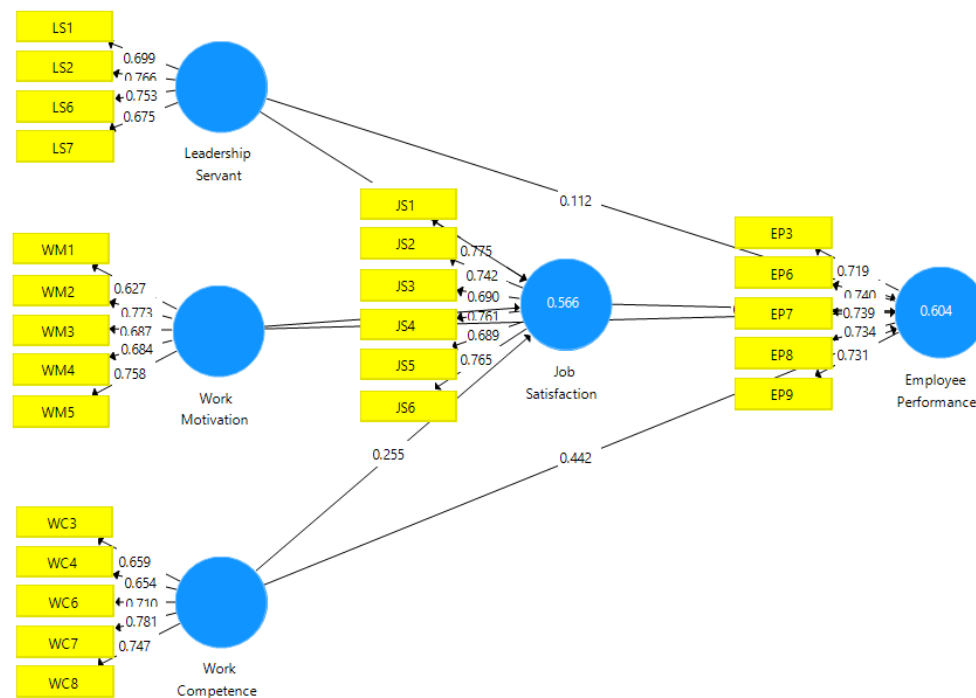 LS1
LS2
LS6
LS7
0.699
0.766
0.753
0.675
Leadership
Servant
WM1
WM2
WM3
WM4
WM5
0.627
0.773
0.687
0.684
0.758
Work
Motivation
WC3
WC4
WC6
WC7
WC8
0.659
0.654
0.710
0.781
0.747
Work
Competence
JS1
JS2
JS3
JS4
JS5
JS6
0.775
0.742
0.690
0.761
0.689
0.765
0.566
Job
Satisfaction
0.112
0.255
0.442
EP3
EP6
EP7
EP8
EP9
0.719
0.740
0.739
0.734
0.731
0.604
Employee
Performance